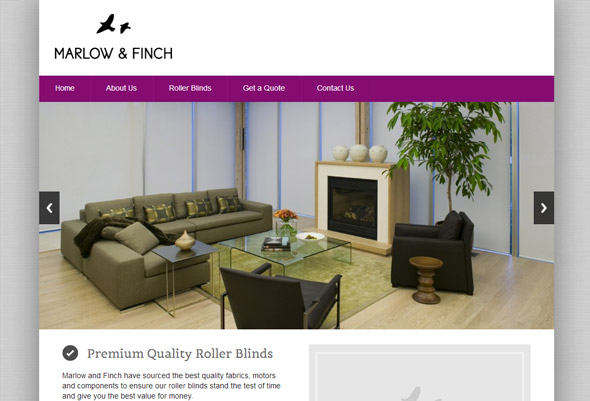 MARLOW & FINCH
Home About Us Roller Blinds Get a Quote Contact Us
Premium Quality Roller Blinds
Marlow and Finch have sourced the best quality fabrics, motors
and components to ensure our roller blinds stand the test of time
and give you the best value for money.